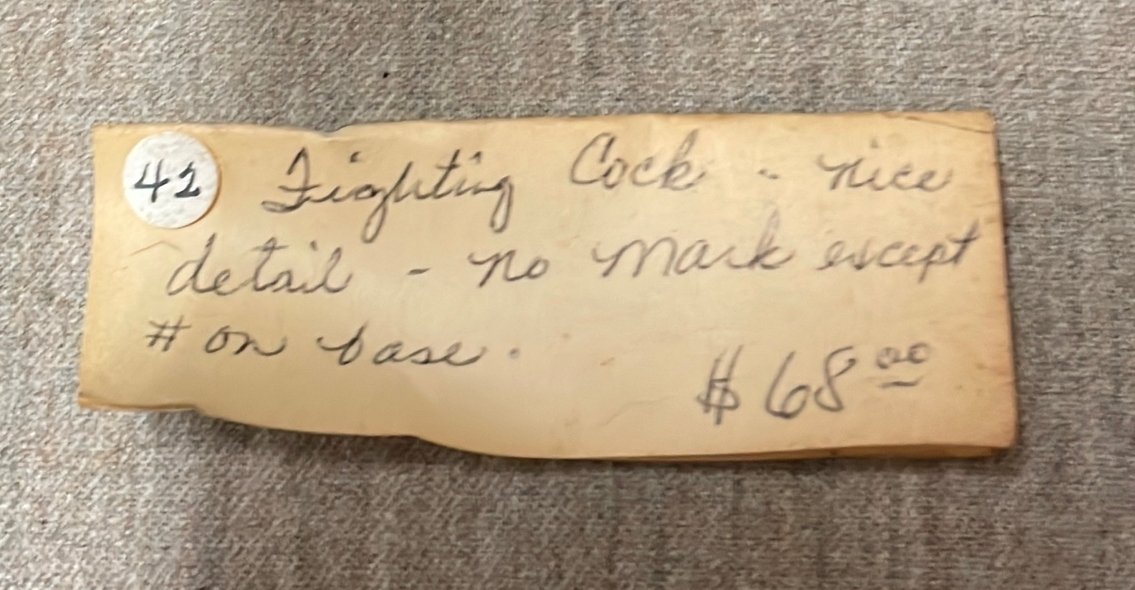 42 Fighting Cock - nice
detail - no mark except
# on base.
$68.00